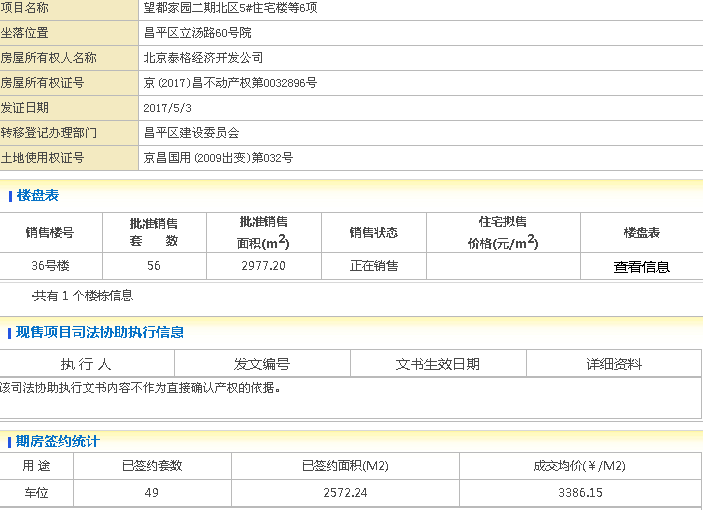 项目名称 望都家园二期北区5#住宅楼等6项
坐落位置 昌平区立汤路60号院
房屋所有权人名称 北京泰格经济开发公司
房屋所有权证号 京(2017)昌不动产权第0032896号
发证日期 2017/5/3
转移登记办理部门 昌平区建设委员会
土地使用权证号 京昌国用(2009出变)第032号
楼盘表
销售楼号 批准销售套 数 批准销售面积(m2) 销售状态 住宅拟售价格(元/m2) 楼盘表
36号楼 56 2977.20 正在销售 查看信息
·共有 1 个楼栋信息
现售项目司法协助执行信息
执 行 人 发文编号 文书生效日期 详细资料
该司法协助执行文书内容不作为直接确认产权的依据。
期房签约统计
用 途 已签约套数 已签约面积(M2) 成交均价(￥/M2)
车位 49 2572.24 3386.15